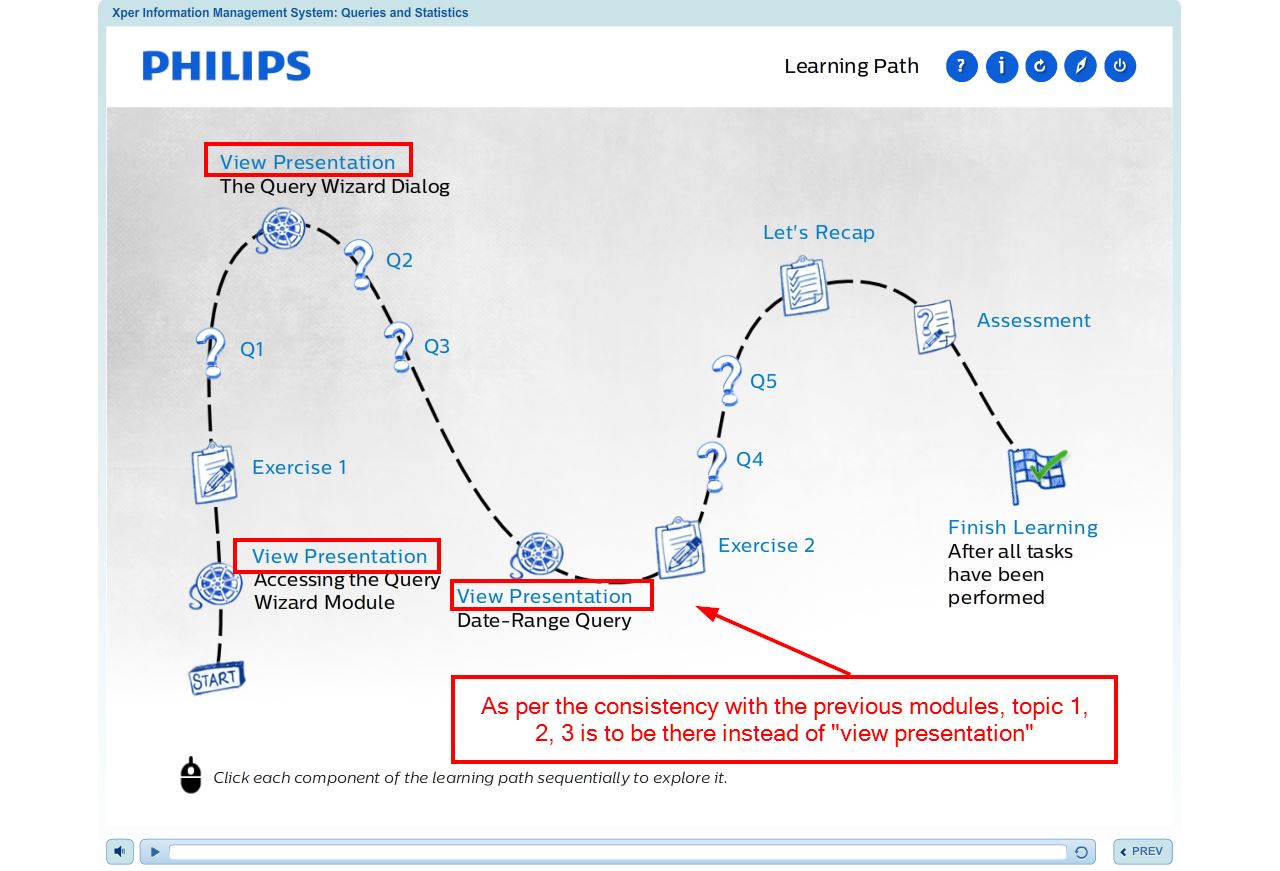 Xper Information Management System: Queries and Statistics
PHILIPS
Learning Path
?
i
View Presentation
The Query Wizard Dialog
Let's Recap
Q2
Assessment
Q1
Q3
Q5
Q4
Exercise 1
Finish Learning
After all tasks
have been
performed
Exercise 2
View Presentation
Accessing the Query
Wizard Module
View Presentation
Date-Range Query
START
As per the consistency with the previous modules, topic 1,
2, 3 is to be there instead of "view presentation"
Click each component of the learning path sequentially to explore it.
PREV